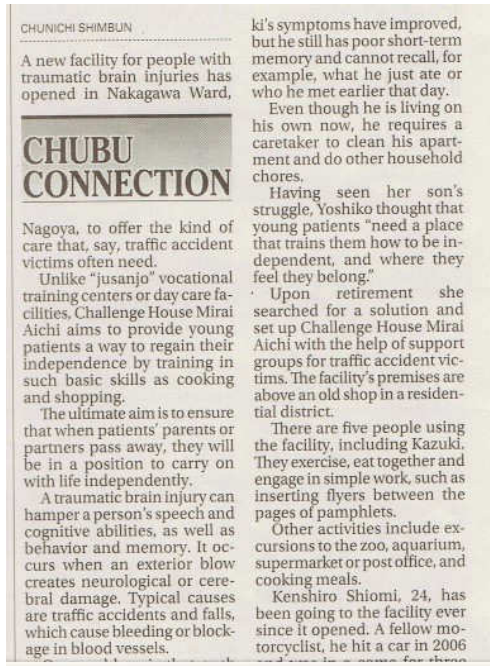 CHUNICHI SHIMBUN
A new facility for people with
traumatic brain injuries has
opened in Nakagawa Ward,
CHUBU
CONNECTION
Nagoya, to offer the kind of
care that, say, traffic accident
victims often need.
Unlike “jusanjo” vocational
training centers or day care fa-
cilities, Challenge House Mirai
Aichi aims to provide young
patients a way to regain their
independence by training in
such basic skills as cooking
and shopping.
The ultimate aim is to ensure
that when patients’ parents or
partners pass away, they will
be in a position to carry on
with life independently.
A traumatic brain injury can
hamper a person’s speech and
cognitive abilities, as well as
behavior and memory. It oc-
curs when an exterior blow
creates neurological or cere-
bral damage. Typical causes
are traffic accidents and falls,
which cause bleeding or block-
age in blood vessels.
ki’s symptoms have improved,
but he still has poor short-term
memory and cannot recall, for
example, what he just ate or
who he met earlier that day.
Even though he is living on
his own now, he requires a
caretaker to clean his apart-
ment and do other household
chores.
Having seen her son’s
struggle, Yoshiko thought that
young patients “need a place
that trains them how to be in-
dependent, and where they
feel they belong.”
Upon retirement she
searched for a solution and
set up Challenge House Mirai
Aichi with the help of support
groups for traffic accident vic-
tims. The facility’s premises are
above an old shop in a residen-
tial district.
There are five people using
the facility, including Kazuki.
They exercise, eat together and
engage in simple work, such as
inserting flyers between the
pages of pamphlets.
Other activities include ex-
cursions to the zoo, aquarium,
supermarket or post office, and
cooking meals.
Kenshiro Shiomi, 24, has
been going to the facility ever
since it opened. A fellow mo-
torcyclist, he hit a car in 2006